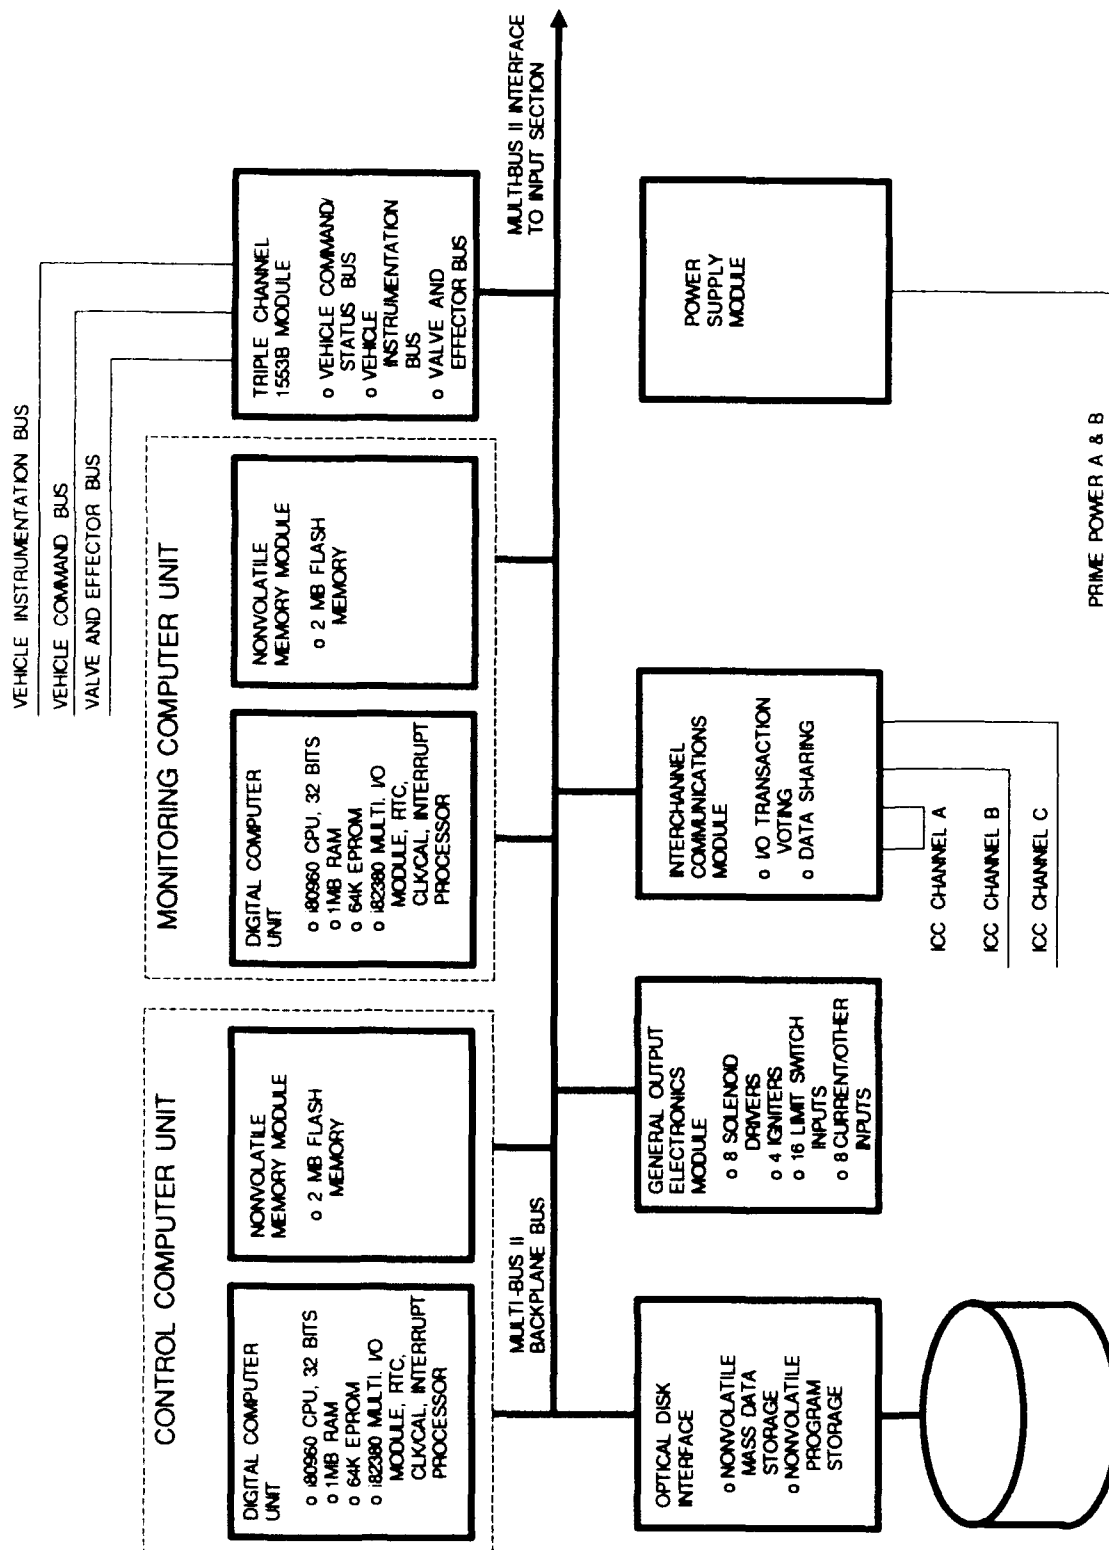 VEHICLE INSTRUMENTATION BUS
VEHICLE COMMAND BUS
VALVE AND EFFECTOR BUS
CONTROL COMPUTER UNIT
DIGITAL COMPUTER
UNIT
o i80960 CPU, 32 BITS
o 1MB RAM
o 64K EPROM
o i82380 MULTI. I/O
MODULE, RTC,
CLK/CAL, INTERRUPT
PROCESSOR
NONVOLATILE
MEMORY MODULE
o 2 MB FLASH
MEMORY
MONITORING COMPUTER UNIT
DIGITAL COMPUTER
UNIT
o i80960 CPU, 32 BITS
o 1MB RAM
o 64K EPROM
o i82380 MULTI. I/O
MODULE, RTC,
CLK/CAL, INTERRUPT
PROCESSOR
NONVOLATILE
MEMORY MODULE
o 2 MB FLASH
MEMORY
TRIPLE CHANNEL
1553B MODULE
o VEHICLE COMMAND/
STATUS BUS
o VEHICLE
INSTRUMENTATION
BUS
o VALVE AND
EFFECTOR BUS
MULTI-BUS II
BACKPLANE BUS
MULTI-BUS II INTERFACE
TO INPUT SECTION
OPTICAL DISK
INTERFACE
o NONVOLATILE
MASS DATA
STORAGE
o NONVOLATILE
PROGRAM
STORAGE
GENERAL OUTPUT
ELECTRONICS
MODULE
o 8 SOLENOID
DRIVERS
o 4 IGNITERS
o 16 LIMIT SWITCH
INPUTS
o 8 CURRENT/OTHER
INPUTS
INTERCHANNEL
COMMUNICATIONS
MODULE
o I/O TRANSACTION
VOTING
o DATA SHARING
POWER
SUPPLY
MODULE
ICC CHANNEL A
ICC CHANNEL B
ICC CHANNEL C
PRIME POWER A & B